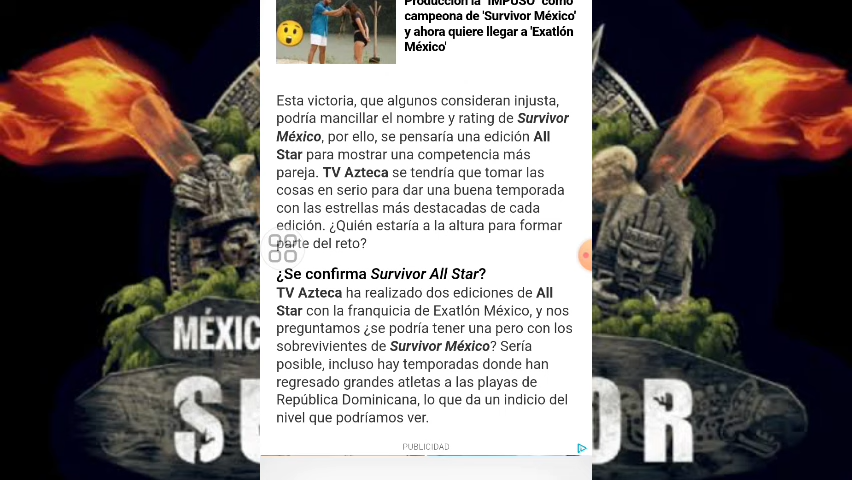 Producción la "IMPUSO" como
campeona de 'Survivor México'
y ahora quiere llegar a 'Exatlón
México'
Esta victoria, que algunos consideran injusta,
podría mancillar el nombre y rating de Survivor
México, por ello, se pensaría una edición All
Star para mostrar una competencia más
pareja. TV Azteca se tendría que tomar las
cosas en serio para dar una buena temporada
con las estrellas más destacadas de cada
edición. ¿Quién estaría a la altura para formar
parte del reto?
¿Se confirma Survivor All Star?
TV Azteca ha realizado dos ediciones de All
Star con la franquicia de Exatlón México, y nos
preguntamos ¿se podría tener una pero con los
sobrevivientes de Survivor México? Sería
posible, incluso hay temporadas donde han
regresado grandes atletas a las playas de
República Dominicana, lo que da un indicio del
nivel que podríamos ver.
PUBLICIDAD
MÉXIC
S
OR